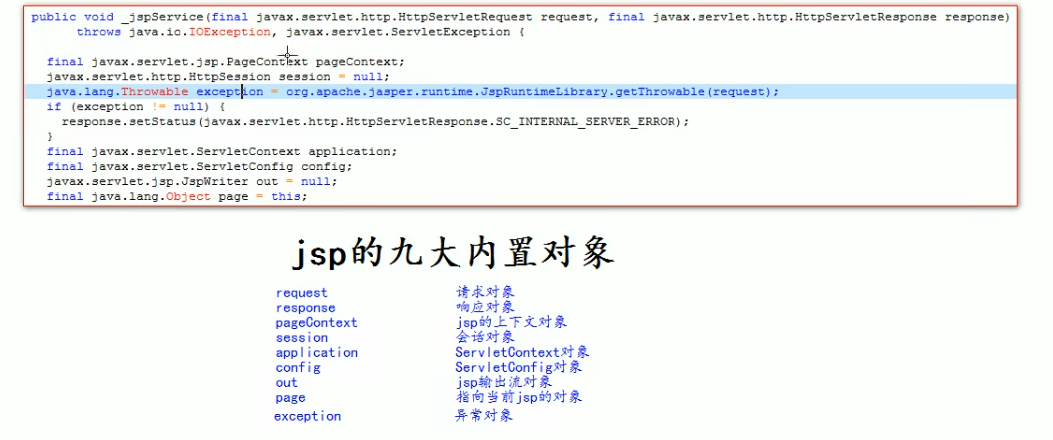 public void _jspService(final javax.servlet.http.HttpServletRequest request, final javax.servlet.http.HttpServletResponse response)
throws java.io.IOException, javax.servlet.ServletException {
final javax.servlet.jsp.PageContext pageContext;
javax.servlet.http.HttpSession session = null;
java.lang.Throwable exception = org.apache.jasper.runtime.JspRuntimeLibrary.getThrowable(request);
if (exception != null) {
response.setStatus(javax.servlet.http.HttpServletResponse.SC_INTERNAL_SERVER_ERROR);
}
final javax.servlet.ServletContext application;
final javax.servlet.ServletConfig config;
javax.servlet.jsp.JspWriter out = null;
final java.lang.Object page = this;
jsp的九大内置对象
request 请求对象
response 响应对象
pageContext jsp的上下文对象
session 会话对象
application ServletContext对象
config ServletConfig对象
out jsp输出流对象
page 指向当前jsp的对象
exception 异常对象